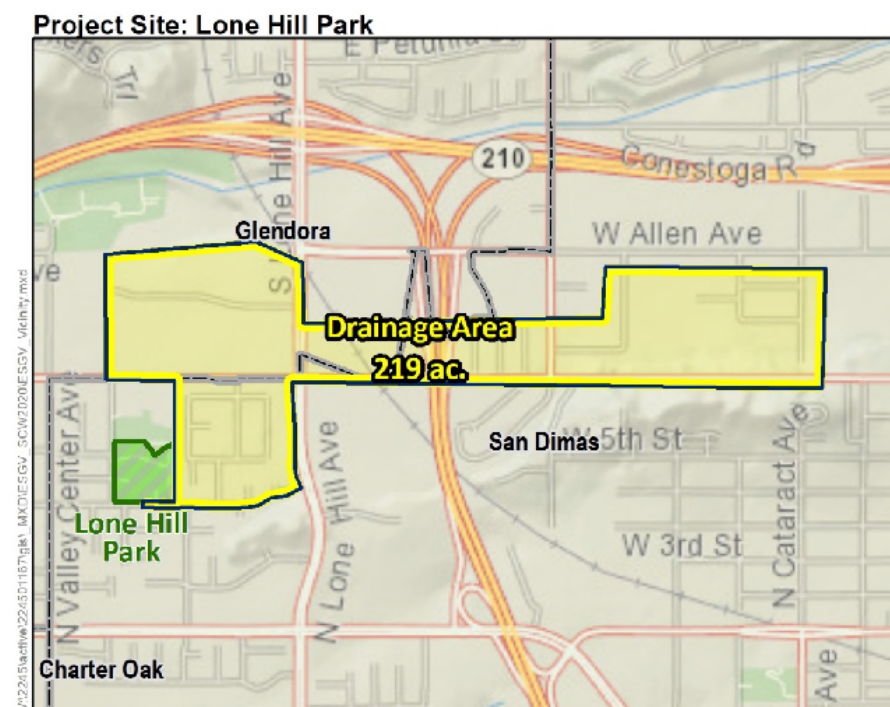 Project Site: Lone Hill Park
E Petunia S
Trl
S Lone Hill Ave
210
Conestoga Rd
Glendora
W Allen Ave
ve
Drainage Area
219 ac.
N Valley Center Ave
San Dimas
W 5th St
Lone Hill
Park
N Lone Hill Ave
W 3rd St
N Cataract Ave
Charter Oak
Ave